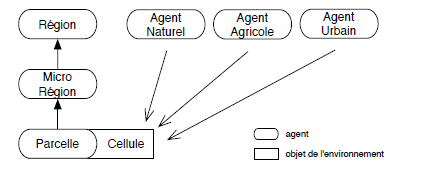 Région
Agent
Naturel
Agent
Agricole
Agent
Urbain
Micro
Région
Parcelle
Cellule
agent
objet de l'environnement